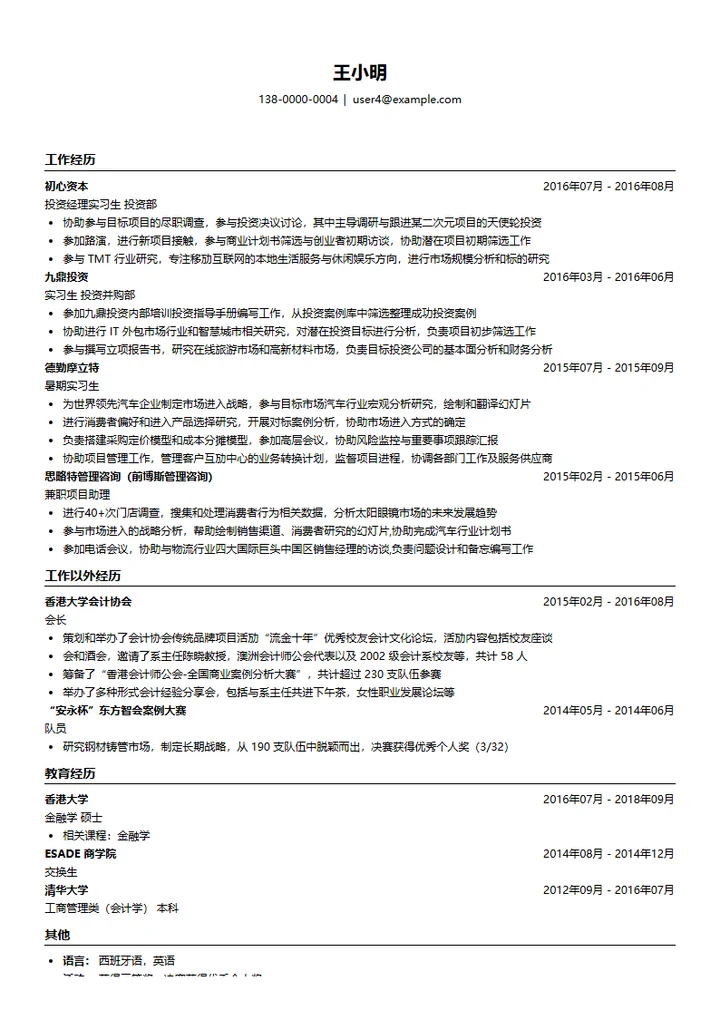 王小明
138-0000-0004 | user4@example.com
工作经历
初心资本 2016年07月 - 2016年08月
投资经理实习生 投资部
• 协助参与目标项目的尽职调查，参与投资决议讨论，其中主导调研与跟进某二次元项目的天使轮投资
• 参加路演，进行新项目接触，参与商业计划书筛选与创业者初期访谈，协助潜在项目初期筛选工作
• 参与 TMT 行业研究，专注移动互联网的本地生活服务与休闲娱乐方向，进行市场规模分析和标的研究
九鼎投资 2016年03月 - 2016年06月
实习生 投资并购部
• 参加九鼎投资内部培训投资指导手册编写工作，从投资案例库中筛选整理成功投资案例
• 协助进行 IT 外包市场行业和智慧城市相关研究，对潜在投资目标进行分析，负责项目初步筛选工作
• 参与撰写立项报告书，研究在线旅游市场和高新材料市场，负责目标投资公司的基本面分析和财务分析
德勤摩立特 2015年07月 - 2015年09月
暑期实习生
• 为世界领先汽车企业制定市场进入战略，参与目标市场汽车行业宏观分析研究，绘制和翻译幻灯片
• 进行消费者偏好和进入产品选择研究，开展对标案例分析，协助市场进入方式的确定
• 负责搭建采购定价模型和成本分摊模型，参加高层会议，协助风险监控与重要事项跟踪汇报
• 协助项目管理工作，管理客户互动中心的业务转换计划，监督项目进程，协调各部门工作及服务供应商
思略特管理咨询（前博斯管理咨询） 2015年02月 - 2015年06月
兼职项目助理
• 进行40+次门店调查，搜集和处理消费者行为相关数据，分析太阳眼镜市场的未来发展趋势
• 参与市场进入的战略分析，帮助绘制销售渠道、消费者研究的幻灯片,协助完成汽车行业计划书
• 参加电话会议，协助与物流行业四大国际巨头中国区销售经理的访谈,负责问题设计和备忘编写工作
工作以外经历
香港大学会计协会 2015年02月 - 2016年08月
会长
• 策划和举办了会计协会传统品牌项目活动“流金十年”优秀校友会计文化论坛，活动内容包括校友座谈
• 会和酒会，邀请了系主任陈晓教授，澳洲会计师公会代表以及 2002 级会计系校友等，共计 58 人
• 筹备了“香港会计师公会-全国商业案例分析大赛”，共计超过 230 支队伍参赛
• 举办了多种形式会计经验分享会，包括与系主任共进下午茶，女性职业发展论坛等
“安永杯”东方智会案例大赛 2014年05月 - 2014年06月
队员
• 研究钢材铸管市场，制定长期战略，从 190 支队伍中脱颖而出，决赛获得优秀个人奖（3/32）
教育经历
香港大学 2016年07月 - 2018年09月
金融学 硕士
• 相关课程：金融学
ESADE 商学院 2014年08月 - 2014年12月
交换生
清华大学 2012年09月 - 2016年07月
工商管理类（会计学） 本科
其他
• 语言： 西班牙语，英语